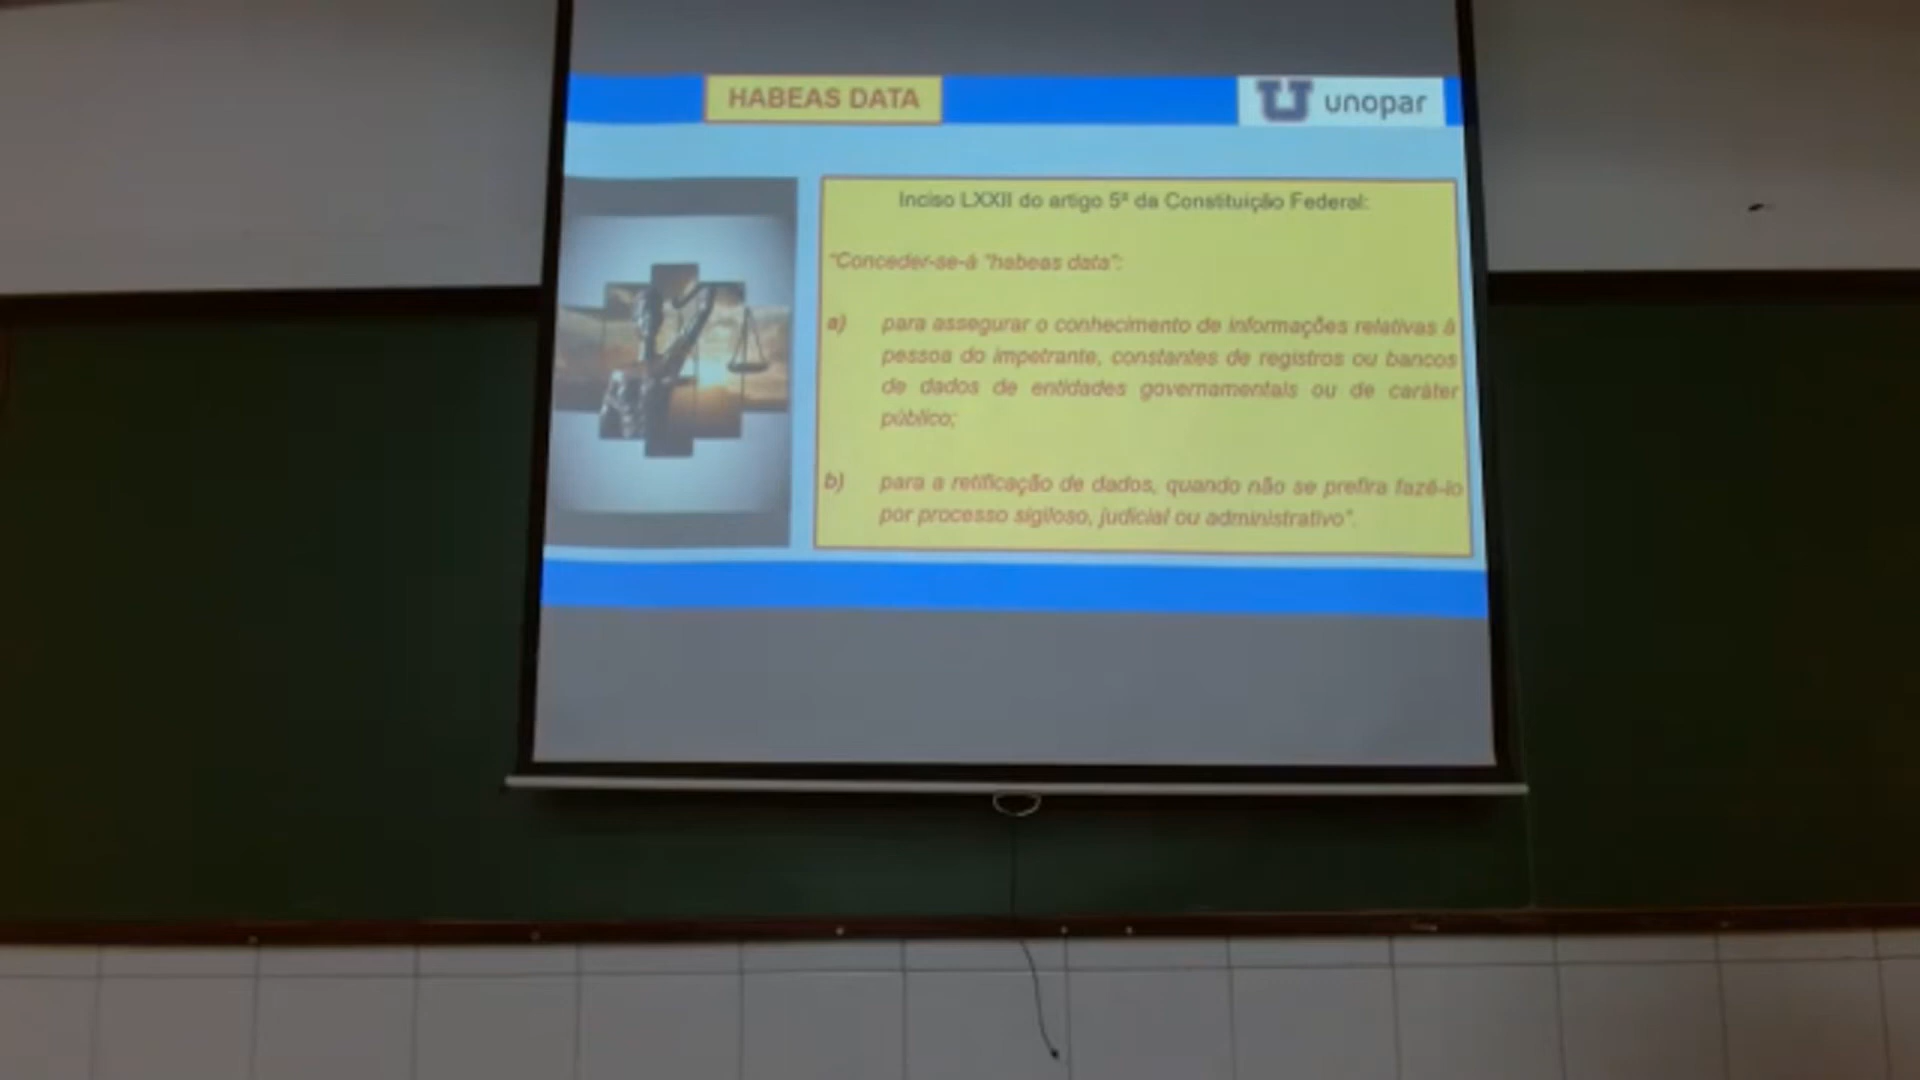 HABEAS DATA
unopar
Inciso LXXII do artigo 5º da Constituição Federal:
"Conceder-se-á "habeas data":
a) para assegurar o conhecimento de informações relativas à
pessoa do impetrante, constantes de registros ou bancos
de dados de entidades governamentais ou de caráter
público;
b) para a retificação de dados, quando não se prefira fazê-lo
por processo sigiloso, judicial ou administrativo".